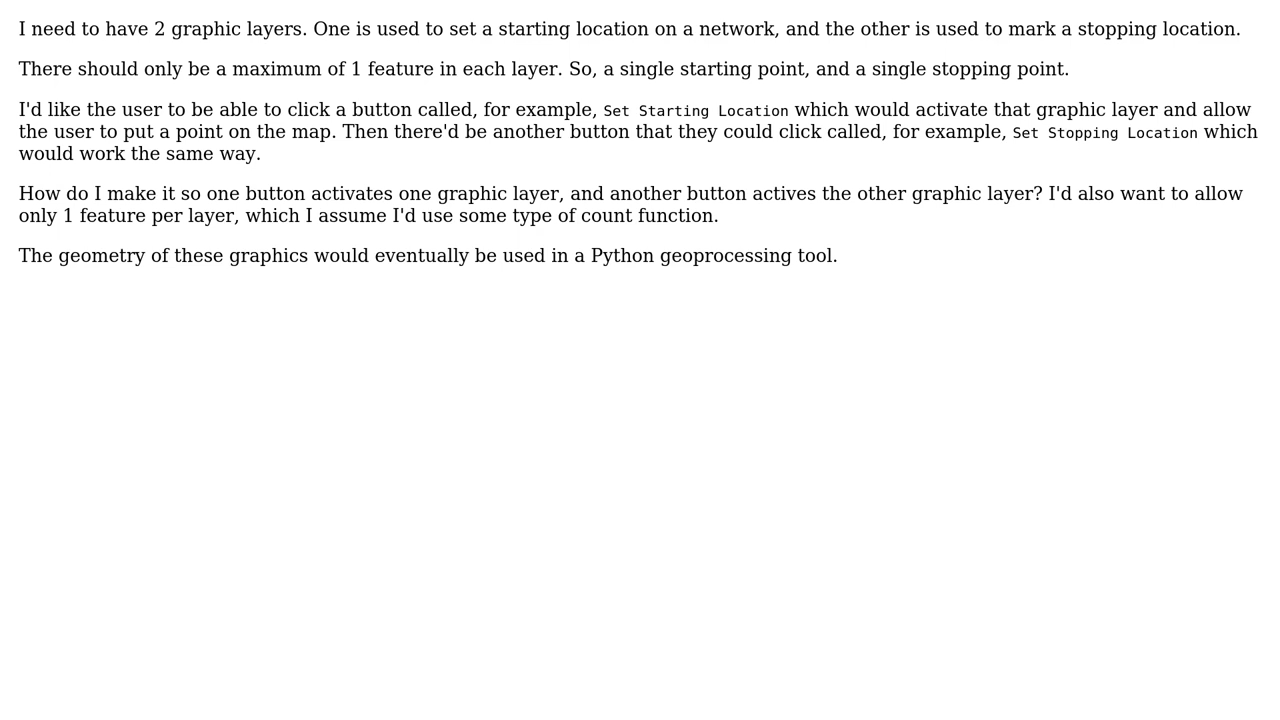 I need to have 2 graphic layers. One is used to set a starting location on a network, and the other is used to mark a stopping location.
There should only be a maximum of 1 feature in each layer. So, a single starting point, and a single stopping point.
I'd like the user to be able to click a button called, for example, Set Starting Location which would activate that graphic layer and allow
the user to put a point on the map. Then there'd be another button that they could click called, for example, Set Stopping Location which
would work the same way.
How do I make it so one button activates one graphic layer, and another button actives the other graphic layer? I'd also want to allow
only 1 feature per layer, which I assume I'd use some type of count function.
The geometry of these graphics would eventually be used in a Python geoprocessing tool.